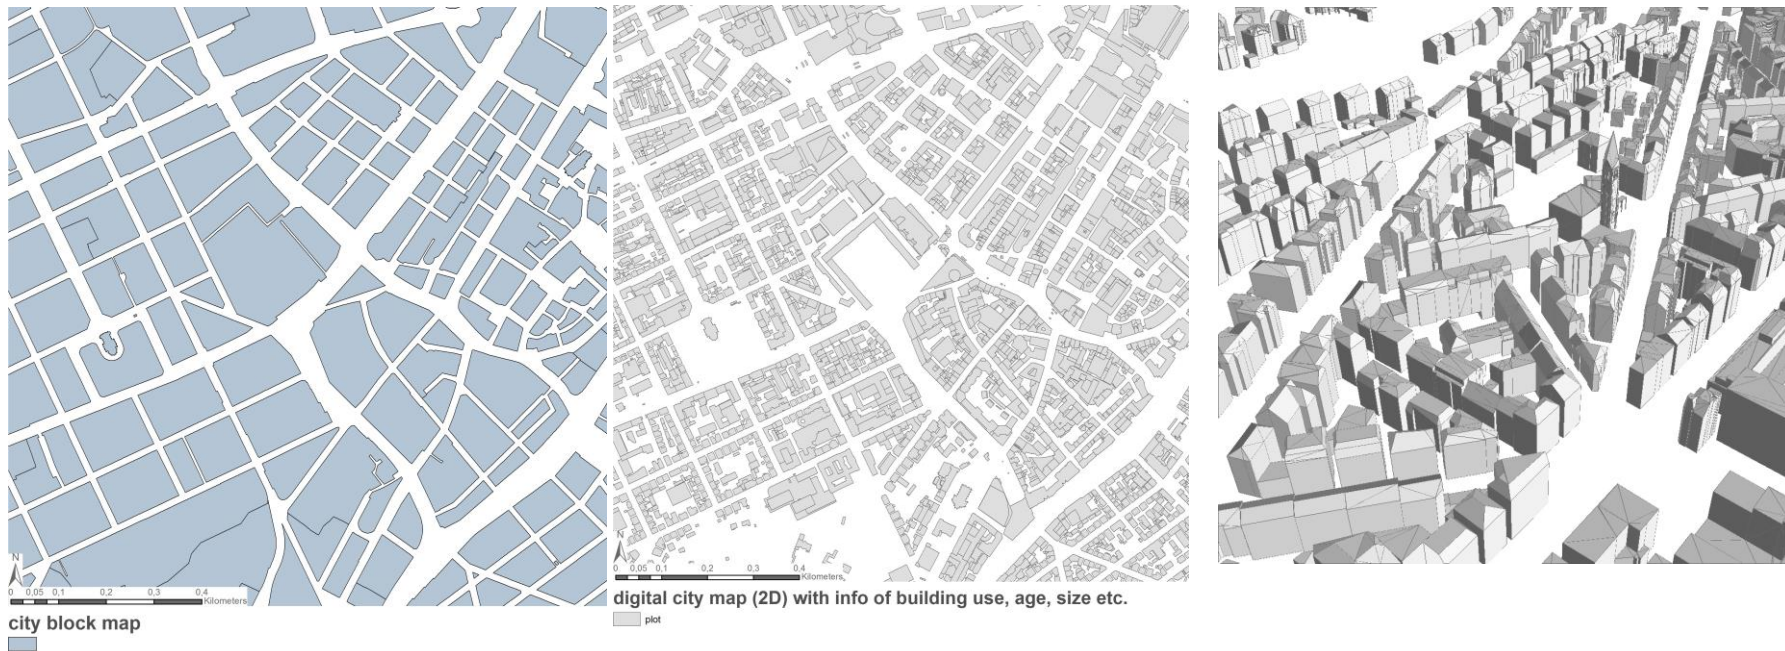 N
0 0,05 0,1 0,2 0,3 0,4
Kilometers
city block map
N
0 0,05 0,1 0,2 0,3 0,4
Kilometers
digital city map (2D) with info of building use, age, size etc.
plot